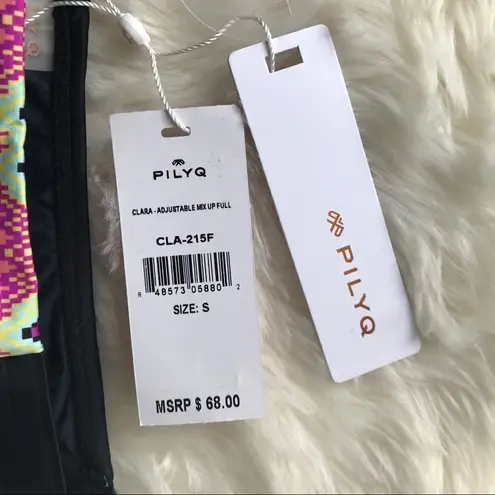 PILYQ
CLARA - ADJUSTABLE MIX UP FULL
CLA-215F
8 48573 05880 2
SIZE: S
MSRP $ 68.00
PILYQ